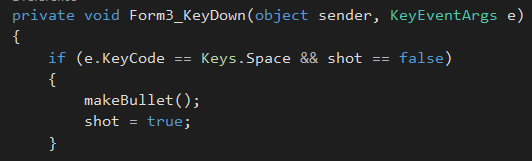 private void Form3_KeyDown(object sender, KeyEventArgs e)
{
if (e.KeyCode == Keys.Space && shot == false)
{
makeBullet();
shot = true;
}